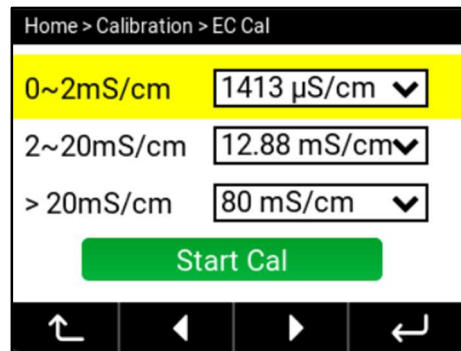 Home > Calibration > EC Cal
0~2mS/cm 1413 µS/cm
2~20mS/cm 12.88 mS/cm
> 20mS/cm 80 mS/cm
Start Cal